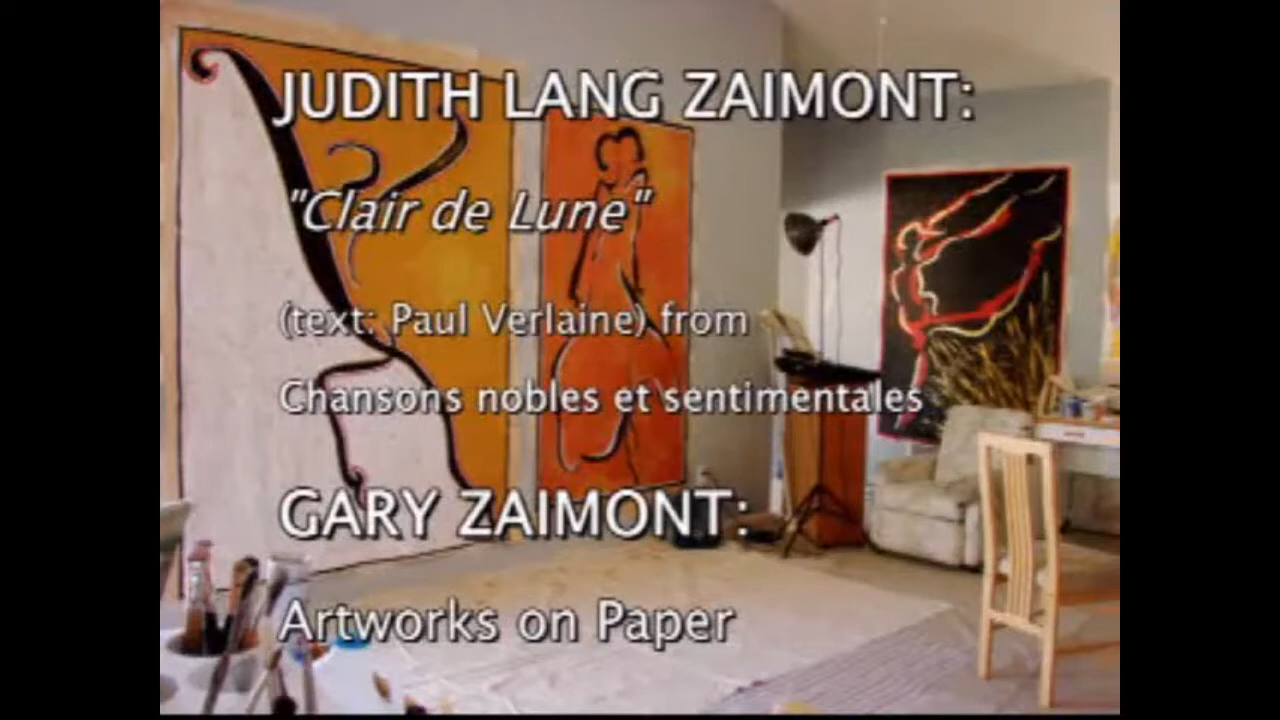 JUDITH LANG ZAIMONT:
"Clair de Lune"
(text: Paul Verlaine) from
Chansons nobles et sentimentales
GARY ZAIMONT:
Artworks on Paper